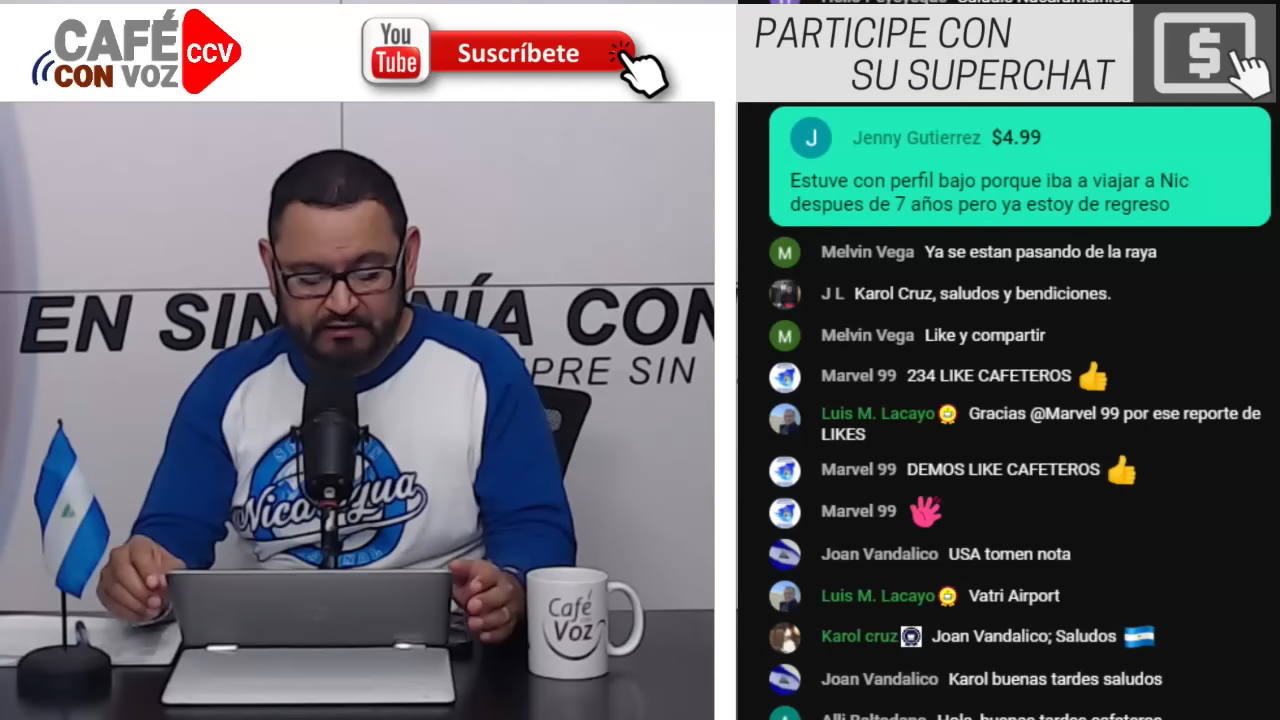 CAFÉ
CON VOZ
CCV
You
Tube
Suscríbete
PARTICIPE CON
SU SUPERCHAT
$
EN SIN
NÍA CON
PRE SIN
Nicaragua
Café
Voz
J
Jenny Gutierrez $4.99
Estuve con perfil bajo porque iba a viajar a Nic
despues de 7 años pero ya estoy de regreso
M
Melvin Vega Ya se estan pasando de la raya
J L Karol Cruz, saludos y bendiciones.
M
Melvin Vega Like y compartir
Marvel 99 234 LIKE CAFETEROS
Luis M. Lacayo Gracias @Marvel 99 por ese reporte de
LIKES
Marvel 99 DEMOS LIKE CAFETEROS
Marvel 99
Joan Vandalico USA tomen nota
Luis M. Lacayo Vatri Airport
Karol cruz Joan Vandalico; Saludos
Joan Vandalico Karol buenas tardes saludos